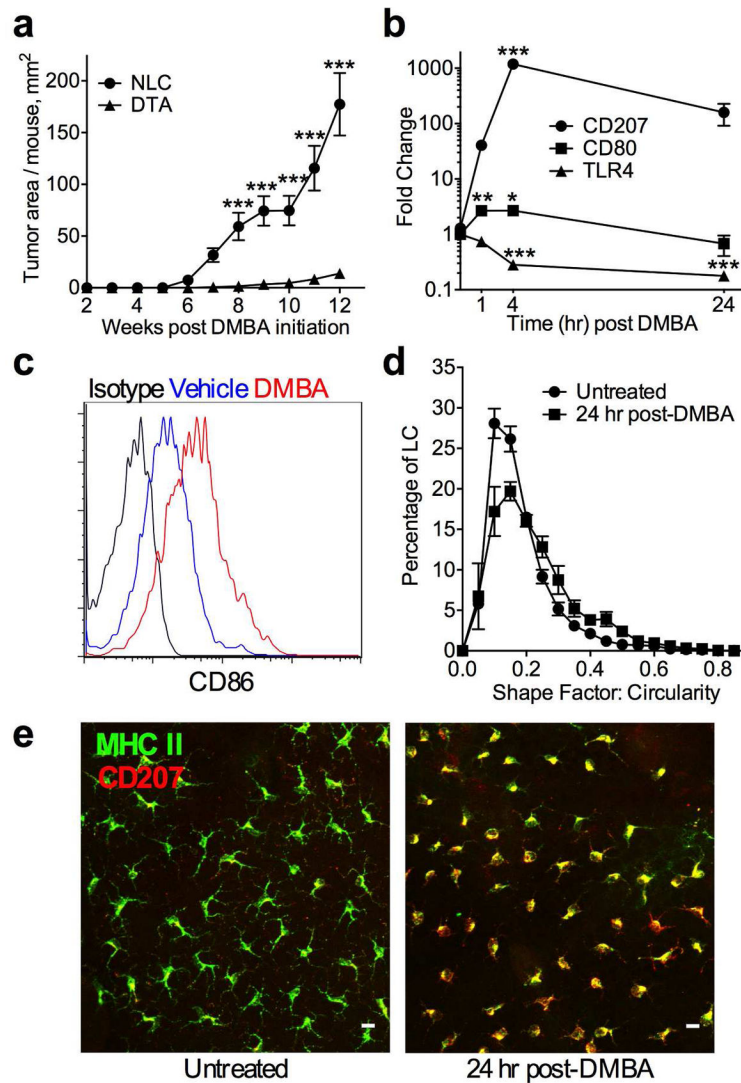 a
Tumor area / mouse, mm²
200
150
100
50
0
NLC
DTA
***
***
***
***
***
2 4 6 8 10 12
Weeks post DMBA initiation
b
Fold Change
1000
100
10
1
0.1
***
CD207
CD80
TLR4
** *
***
***
1 4 24
Time (hr) post DMBA
c
Isotype Vehicle DMBA
CD86
d
Percentage of LC
35
30
25
20
15
10
5
0
Untreated
24 hr post-DMBA
0.0 0.2 0.4 0.6 0.8
Shape Factor: Circularity
e
MHC II
CD207
Untreated
24 hr post-DMBA